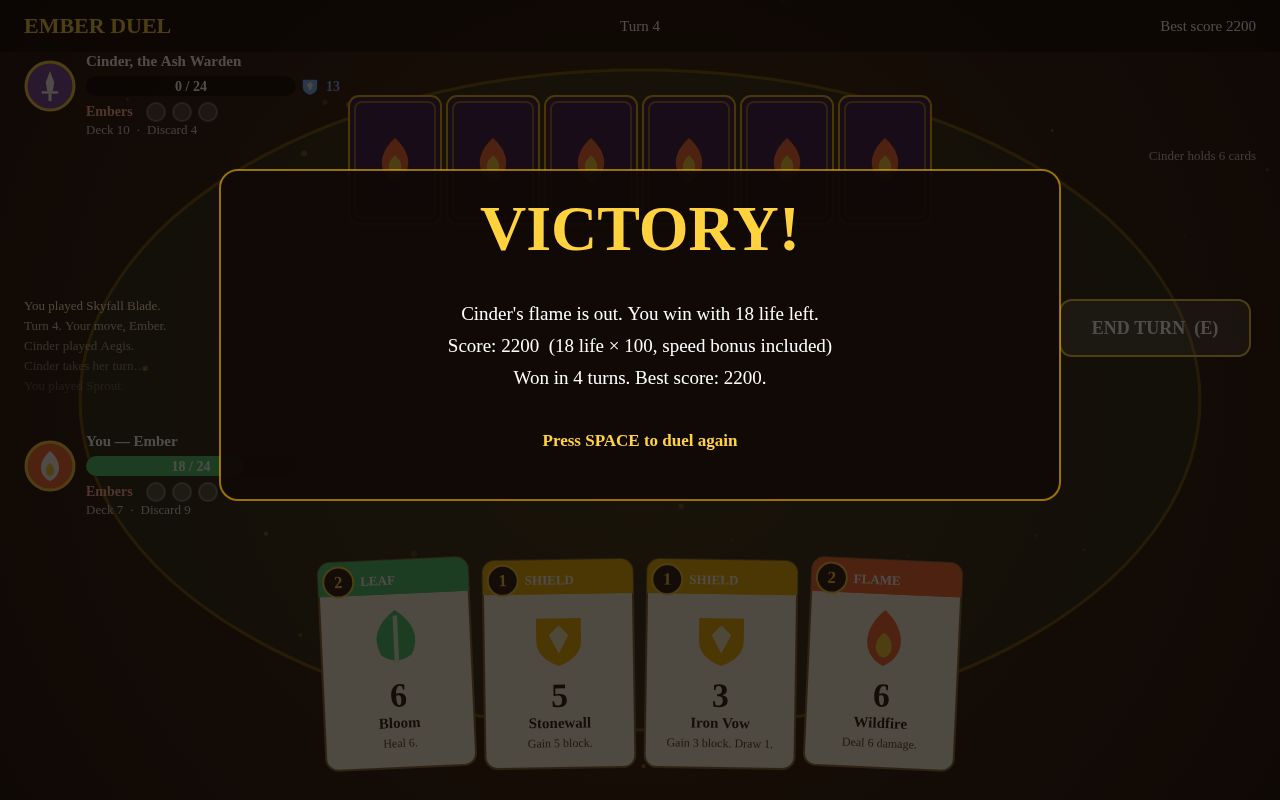 EMBER DUEL
Turn 4
Best score 2200
Cinder, the Ash Warden
0 / 24
13
Embers
Deck 10 · Discard 4
Cinder holds 6 cards
VICTORY!
Cinder's flame is out. You win with 18 life left.
Score: 2200 (18 life × 100, speed bonus included)
Won in 4 turns. Best score: 2200.
Press SPACE to duel again
You played Skyfall Blade.
Turn 4. Your move, Ember.
Cinder played Aegis.
Cinder takes her turn…
You played Sprout.
END TURN (E)
You — Ember
18 / 24
Embers
Deck 7 · Discard 9
2 LEAF
6
Bloom
Heal 6.
1 SHIELD
5
Stonewall
Gain 5 block.
1 SHIELD
3
Iron Vow
Gain 3 block. Draw 1.
2 FLAME
6
Wildfire
Deal 6 damage.